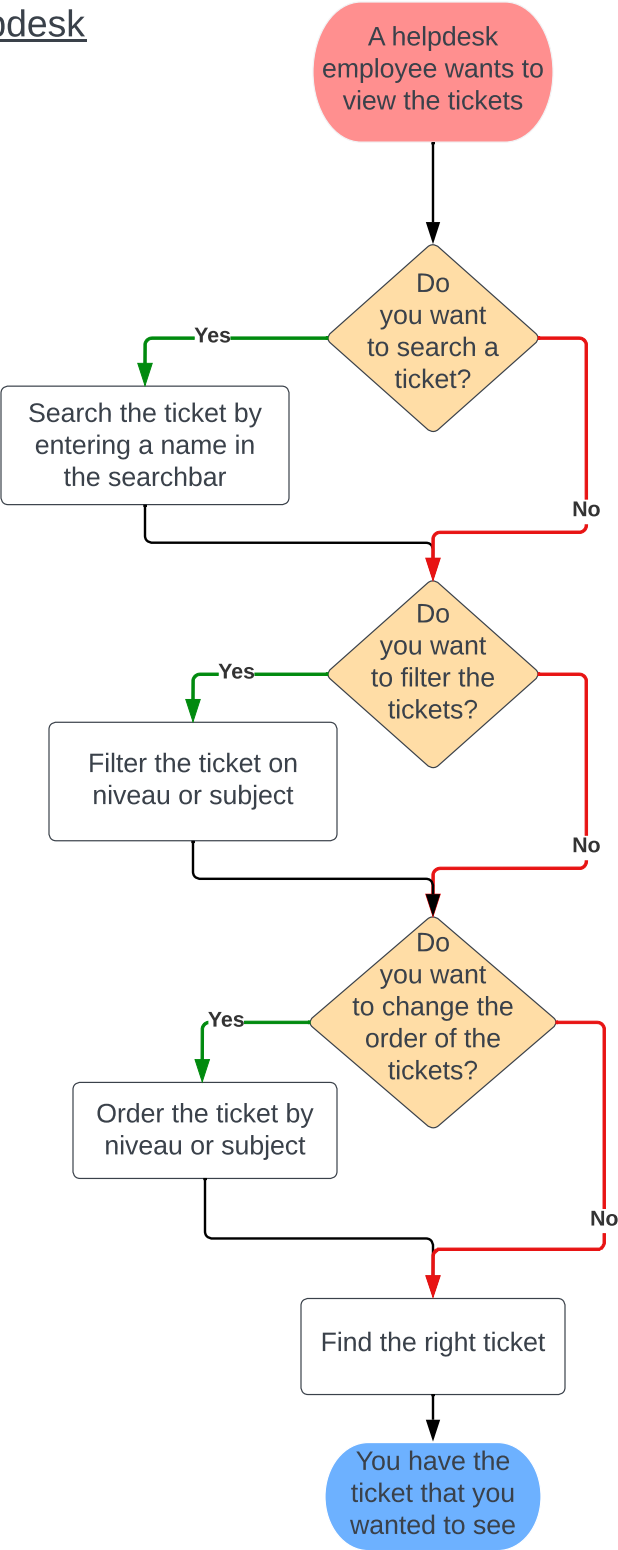 pdesk
A helpdesk
employee wants to
view the tickets
Do
you want
to search a
ticket?
Yes
No
Search the ticket by
entering a name in
the searchbar
Do
you want
to filter the
tickets?
Yes
No
Filter the ticket on
niveau or subject
Do
you want
to change the
order of the
tickets?
Yes
No
Order the ticket by
niveau or subject
Find the right ticket
You have the
ticket that you
wanted to see